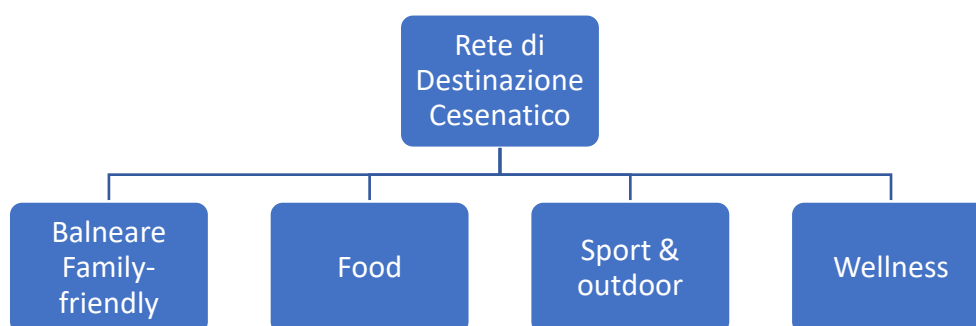 Rete di
Destinazione
Cesenatico
Balneare
Family-
friendly
Food
Sport &
outdoor
Wellness